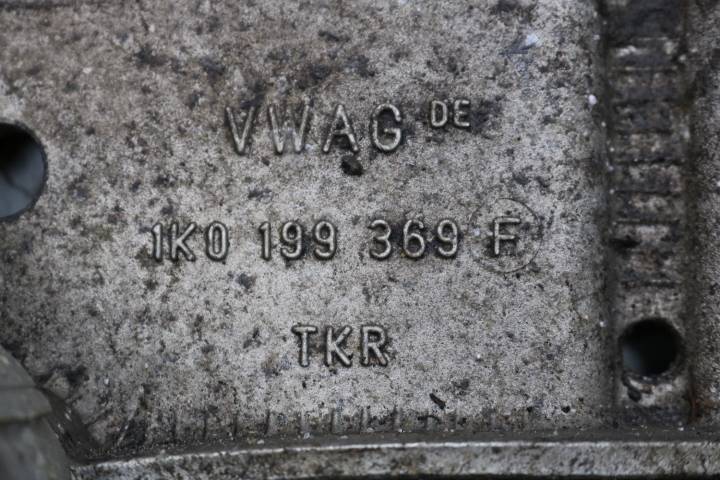 VWAG DE
1K0 199 369 F
TKR